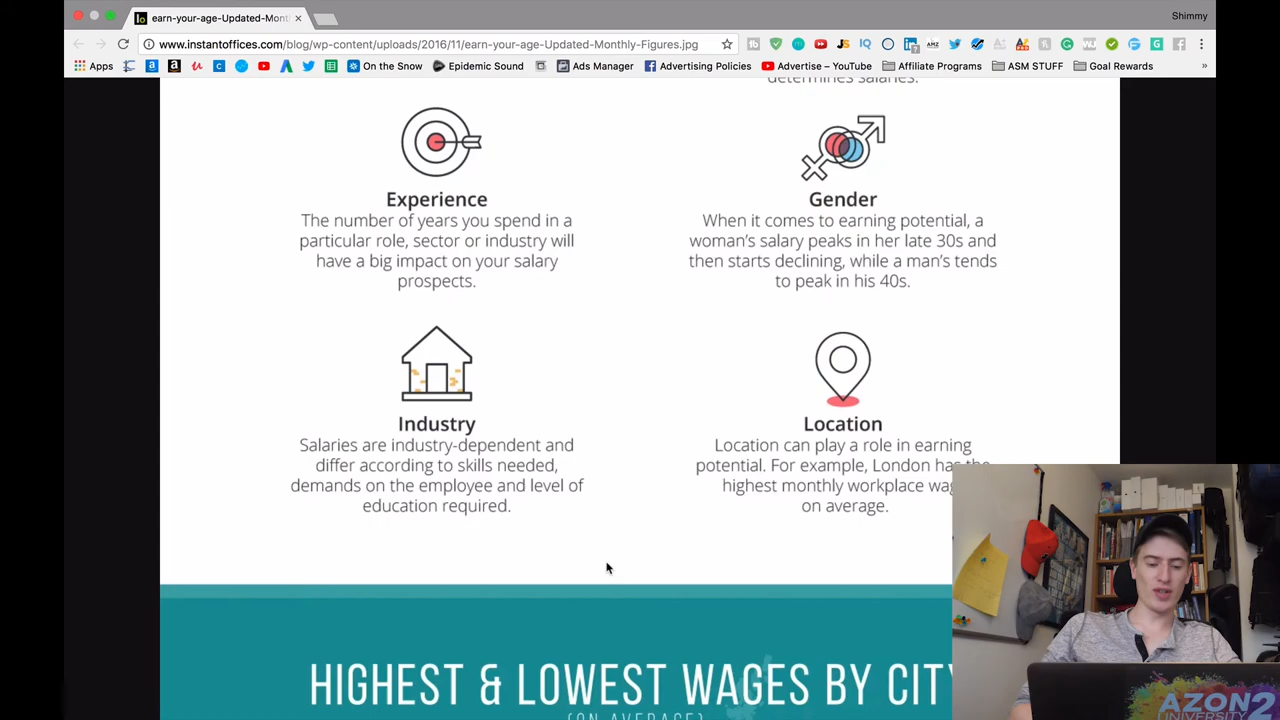 earn-your-age-Updated-Mont
Shimmy
www.instantoffices.com/blog/wp-content/uploads/2016/11/earn-your-age-Updated-Monthly-Figures.jpg
Apps
On the Snow
Epidemic Sound
Ads Manager
Advertising Policies
Advertise – YouTube
Affiliate Programs
ASM STUFF
Goal Rewards
determines salaries.
Experience
The number of years you spend in a
particular role, sector or industry will
have a big impact on your salary
prospects.
Gender
When it comes to earning potential, a
woman's salary peaks in her late 30s and
then starts declining, while a man's tends
to peak in his 40s.
Industry
Salaries are industry-dependent and
differ according to skills needed,
demands on the employee and level of
education required.
Location
Location can play a role in earning
potential. For example, London has the
highest monthly workplace wag
on average.
HIGHEST & LOWEST WAGES BY CITY
(ON AVERAGE)
AZON2
UNIVERSITY